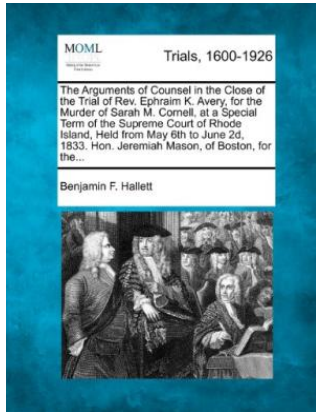 MOML
Trials, 1600-1926
The Arguments of Counsel in the Close of
the Trial of Rev. Ephraim K. Avery, for the
Murder of Sarah M. Cornell, at a Special
Term of the Supreme Court of Rhode
Island, Held from May 6th to June 2d,
1833. Hon. Jeremiah Mason, of Boston, for
the...
Benjamin F. Hallett